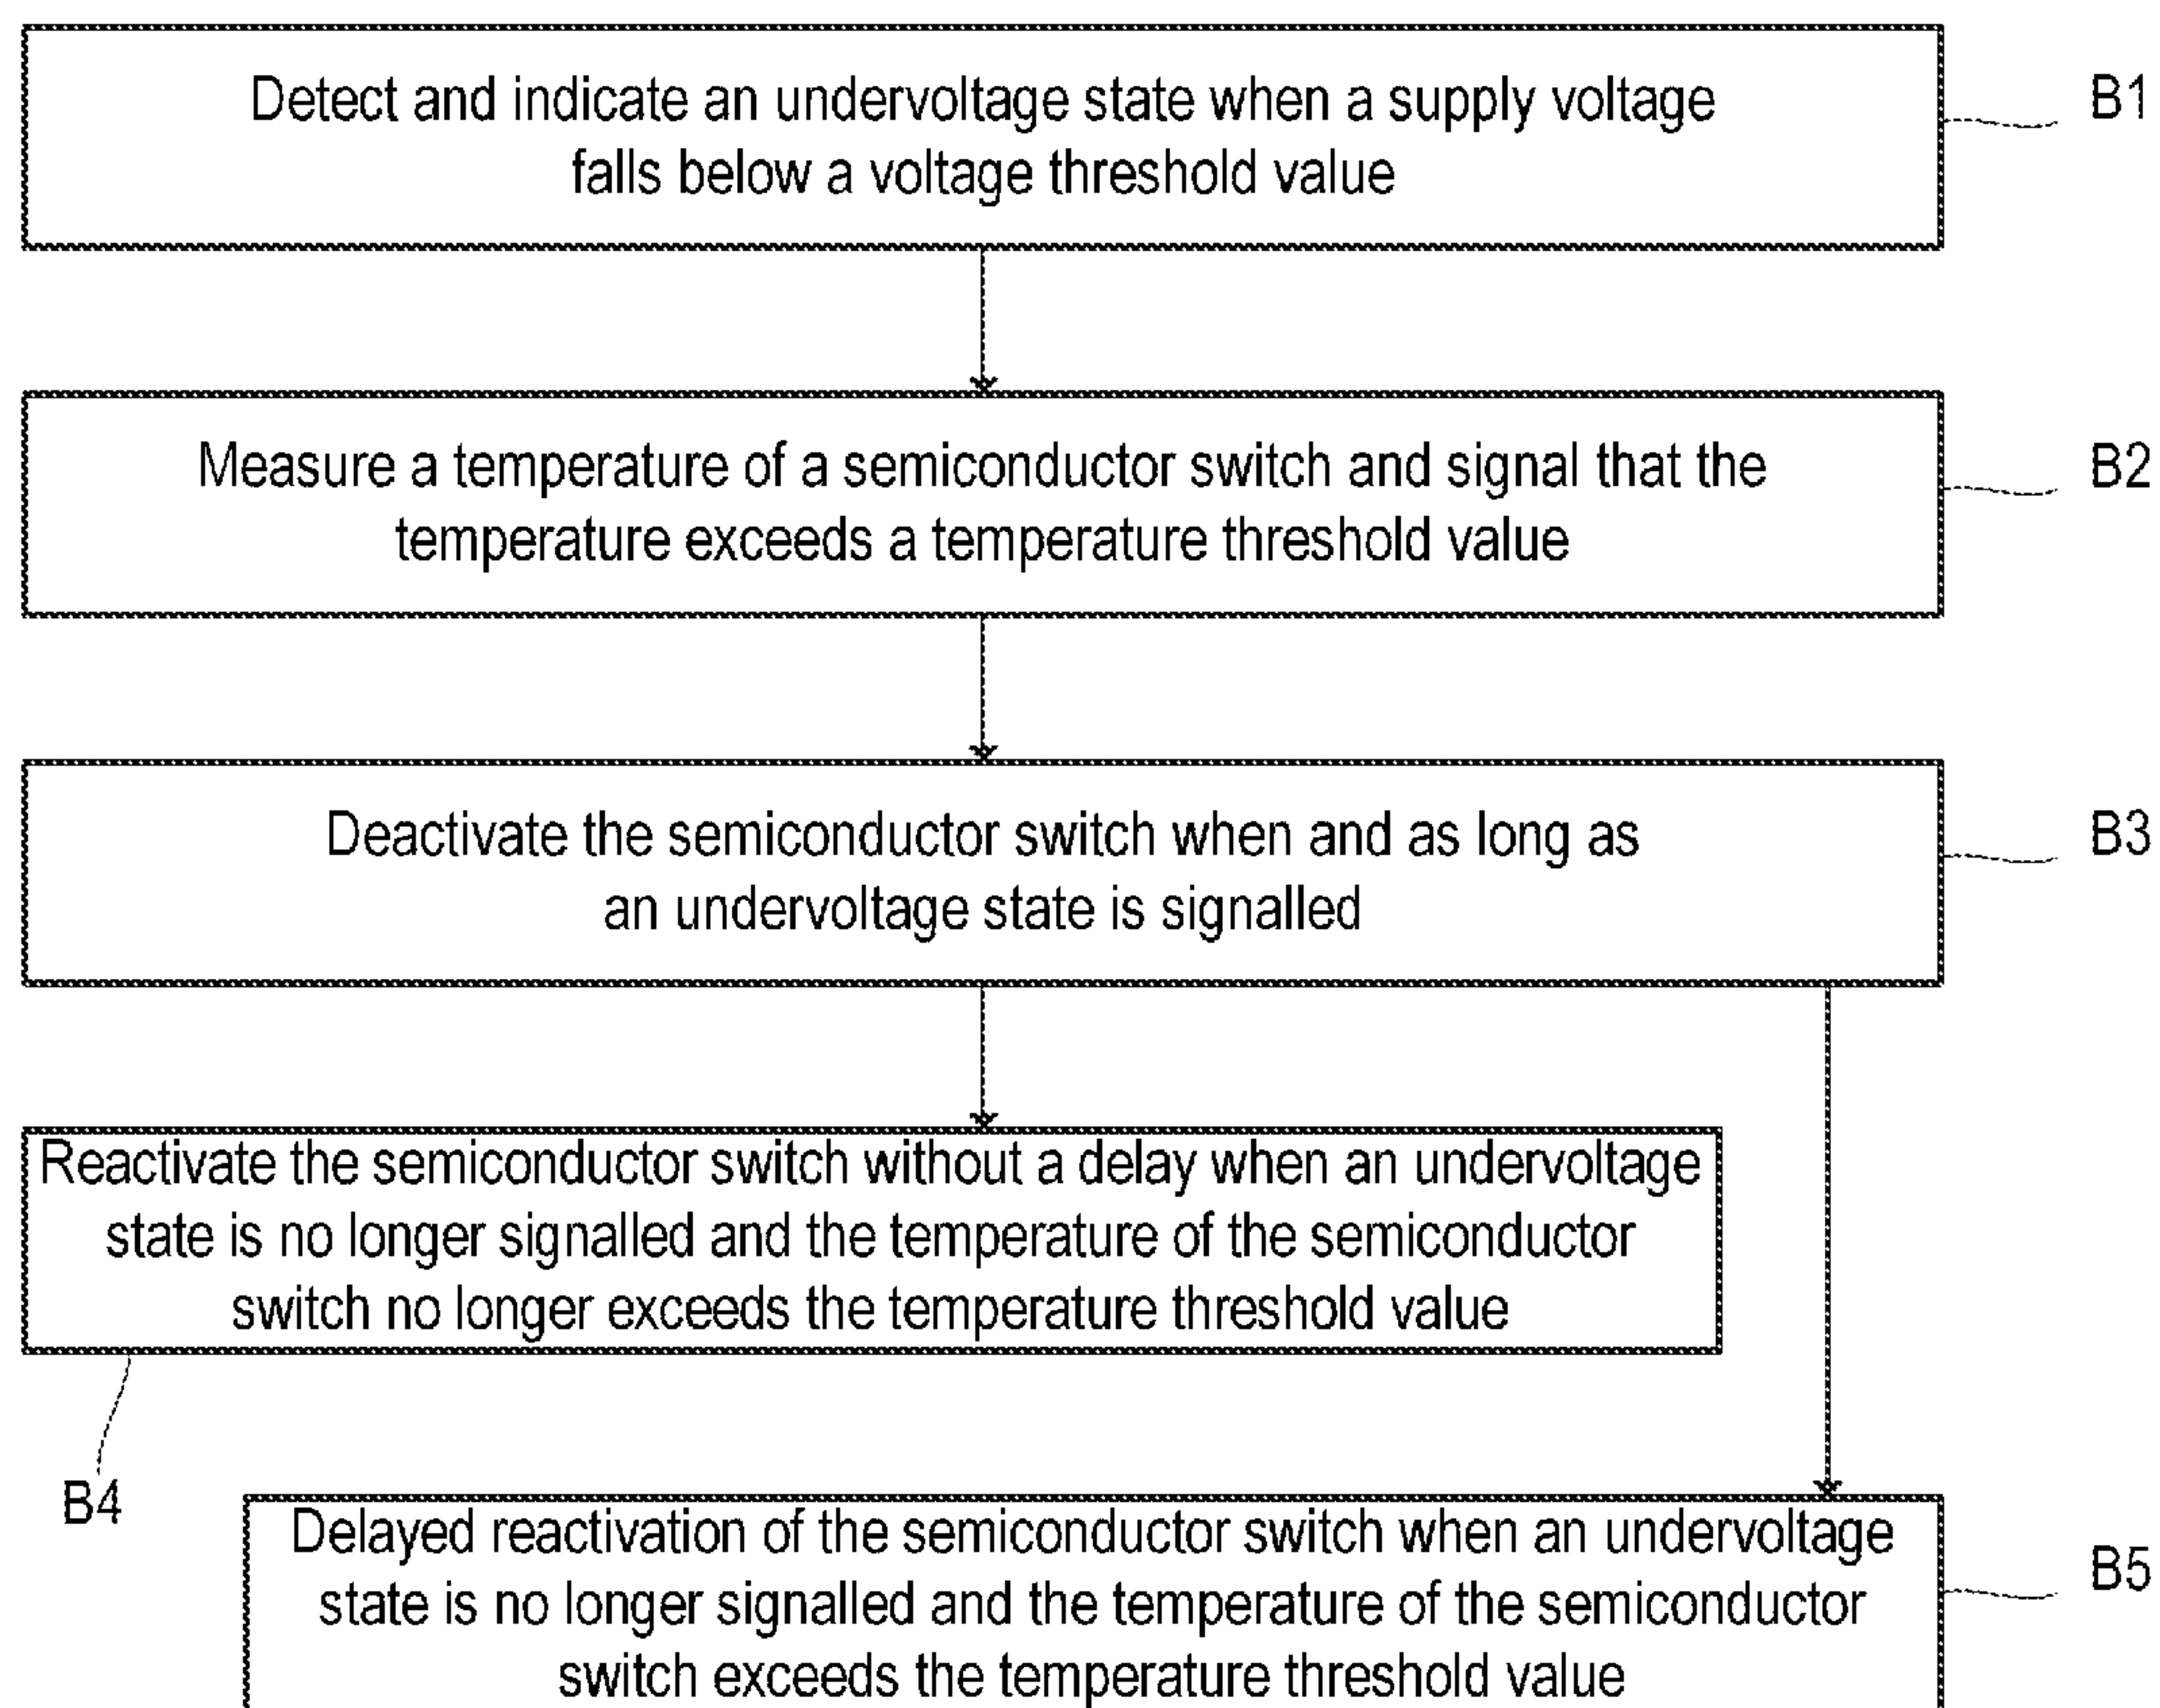 Detect and indicate an undervoltage state when a supply voltage
falls below a voltage threshold value
B1
Measure a temperature of a semiconductor switch and signal that the
temperature exceeds a temperature threshold value
B2
Deactivate the semiconductor switch when and as long as
an undervoltage state is signalled
B3
Reactivate the semiconductor switch without a delay when an undervoltage
state is no longer signalled and the temperature of the semiconductor
switch no longer exceeds the temperature threshold value
B4
Delayed reactivation of the semiconductor switch when an undervoltage
state is no longer signalled and the temperature of the semiconductor
switch exceeds the temperature threshold value
B5